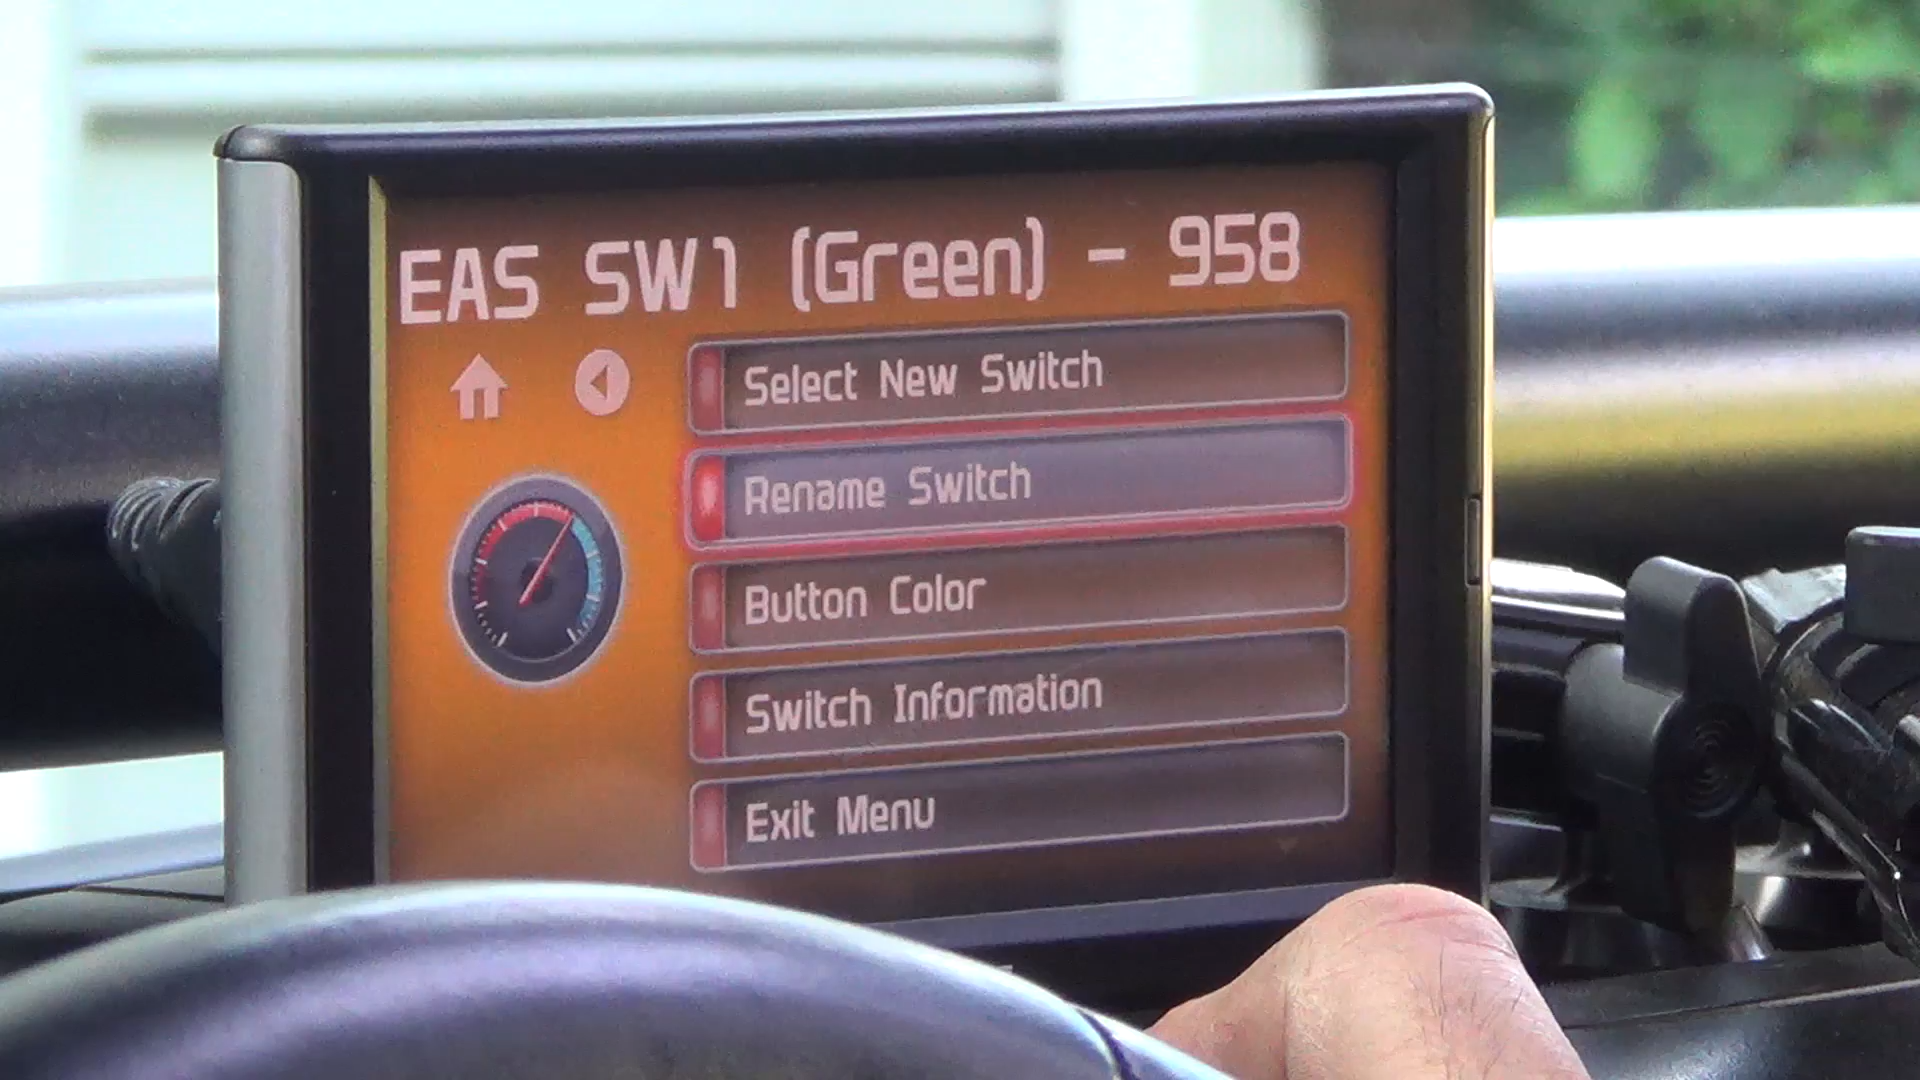 EAS SW1 (Green) - 958
Select New Switch
Rename Switch
Button Color
Switch Information
Exit Menu